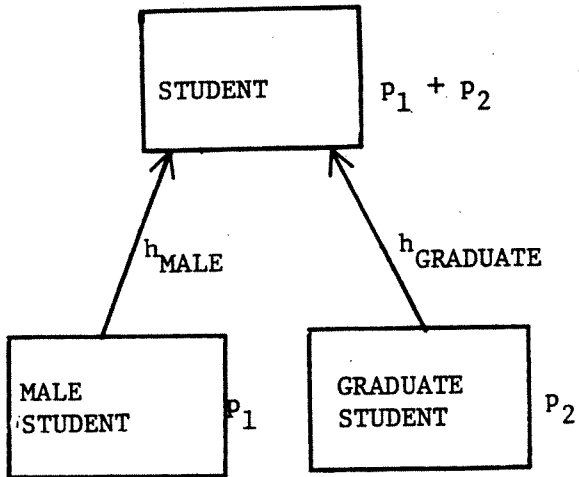 STUDENT
p1 + p2
hMALE
hGRADUATE
MALE
STUDENT
p1
GRADUATE
STUDENT
p2